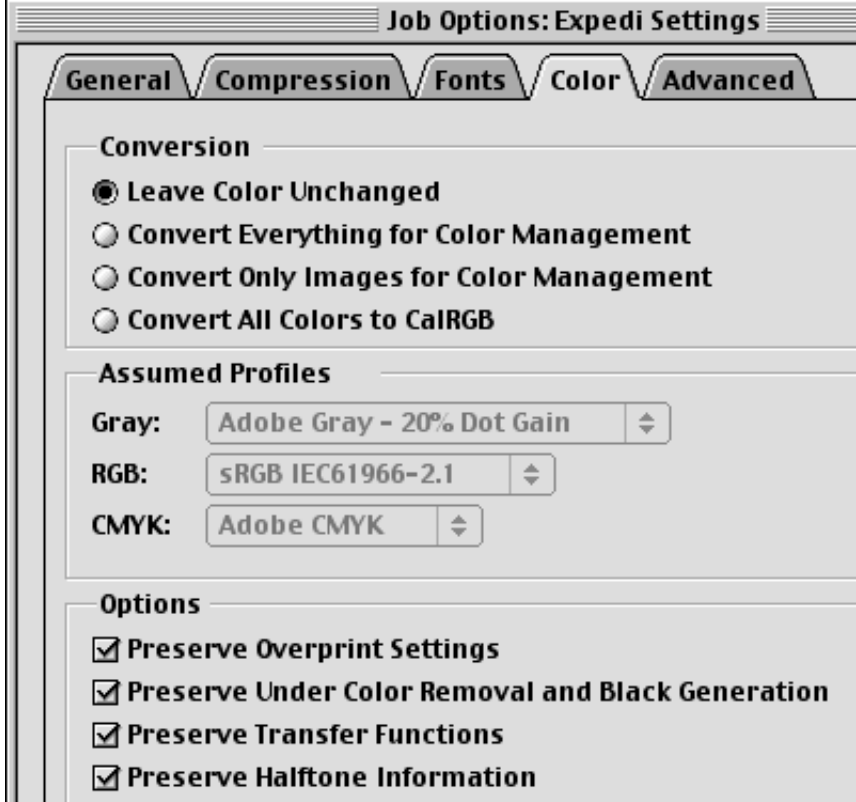 Job Options: Expedi Settings
General Compression Fonts Color Advanced
Conversion
Leave Color Unchanged
Convert Everything for Color Management
Convert Only Images for Color Management
Convert All Colors to CalRGB
Assumed Profiles
Gray: Adobe Gray - 20% Dot Gain
RGB: sRGB IEC61966-2.1
CMYK: Adobe CMYK
Options
Preserve Overprint Settings
Preserve Under Color Removal and Black Generation
Preserve Transfer Functions
Preserve Halftone Information